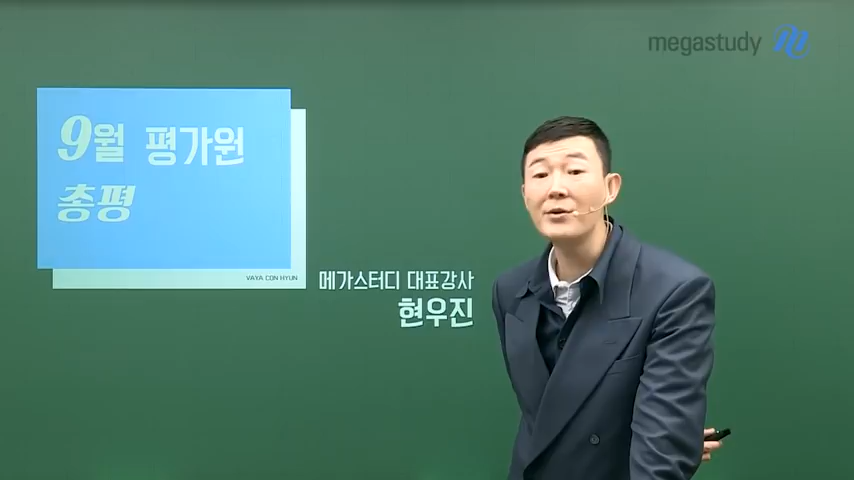 megastudy
9월 평가원
총평
VAYA CON HYUN
메가스터디 대표강사
현우진